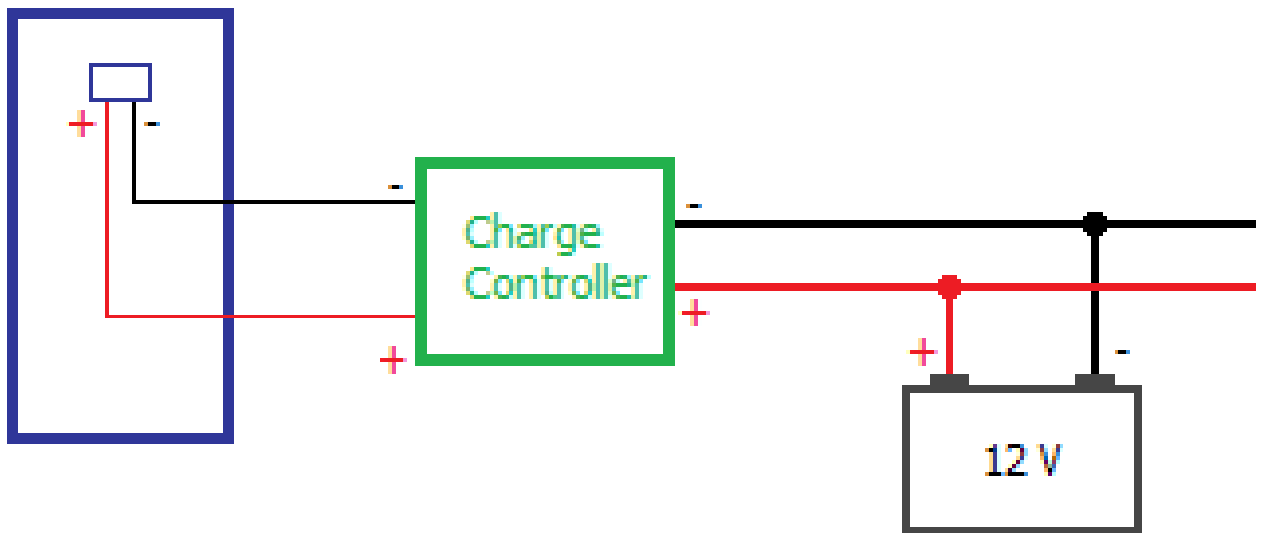 + -
-
Charge
Controller
+
-
+
+ -
12 V